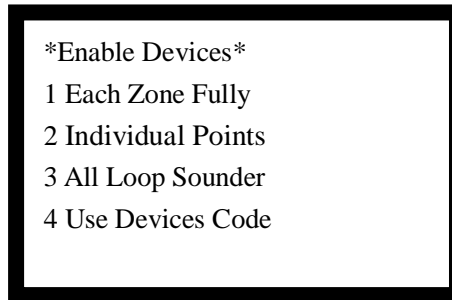 *Enable Devices*
1 Each Zone Fully
2 Individual Points
3 All Loop Sounder
4 Use Devices Code